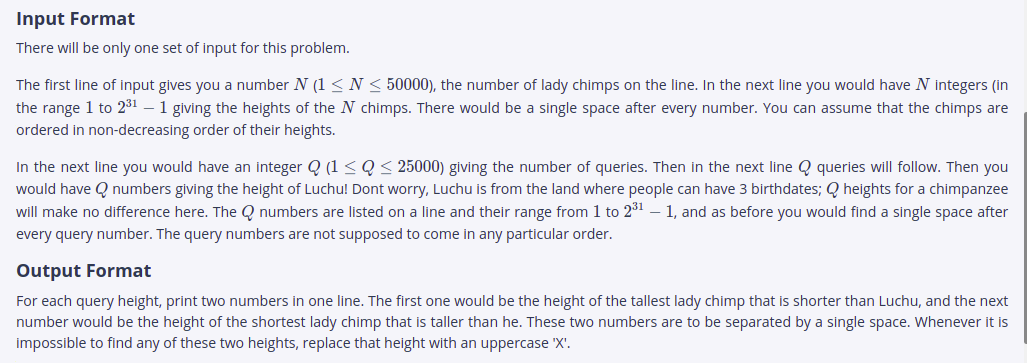 Input Format
There will be only one set of input for this problem.
The first line of input gives you a number N (1 ≤ N ≤ 50000), the number of lady chimps on the line. In the next line you would have N integers (in
the range 1 to 2³¹ − 1 giving the heights of the N chimps. There would be a single space after every number. You can assume that the chimps are
ordered in non-decreasing order of their heights.
In the next line you would have an integer Q (1 ≤ Q ≤ 25000) giving the number of queries. Then in the next line Q queries will follow. Then you
would have Q numbers giving the height of Luchu! Dont worry, Luchu is from the land where people can have 3 birthdates; Q heights for a chimpanzee
will make no difference here. The Q numbers are listed on a line and their range from 1 to 2³¹ − 1, and as before you would find a single space after
every query number. The query numbers are not supposed to come in any particular order.
Output Format
For each query height, print two numbers in one line. The first one would be the height of the tallest lady chimp that is shorter than Luchu, and the next
number would be the height of the shortest lady chimp that is taller than he. These two numbers are to be separated by a single space. Whenever it is
impossible to find any of these two heights, replace that height with an uppercase 'X'.